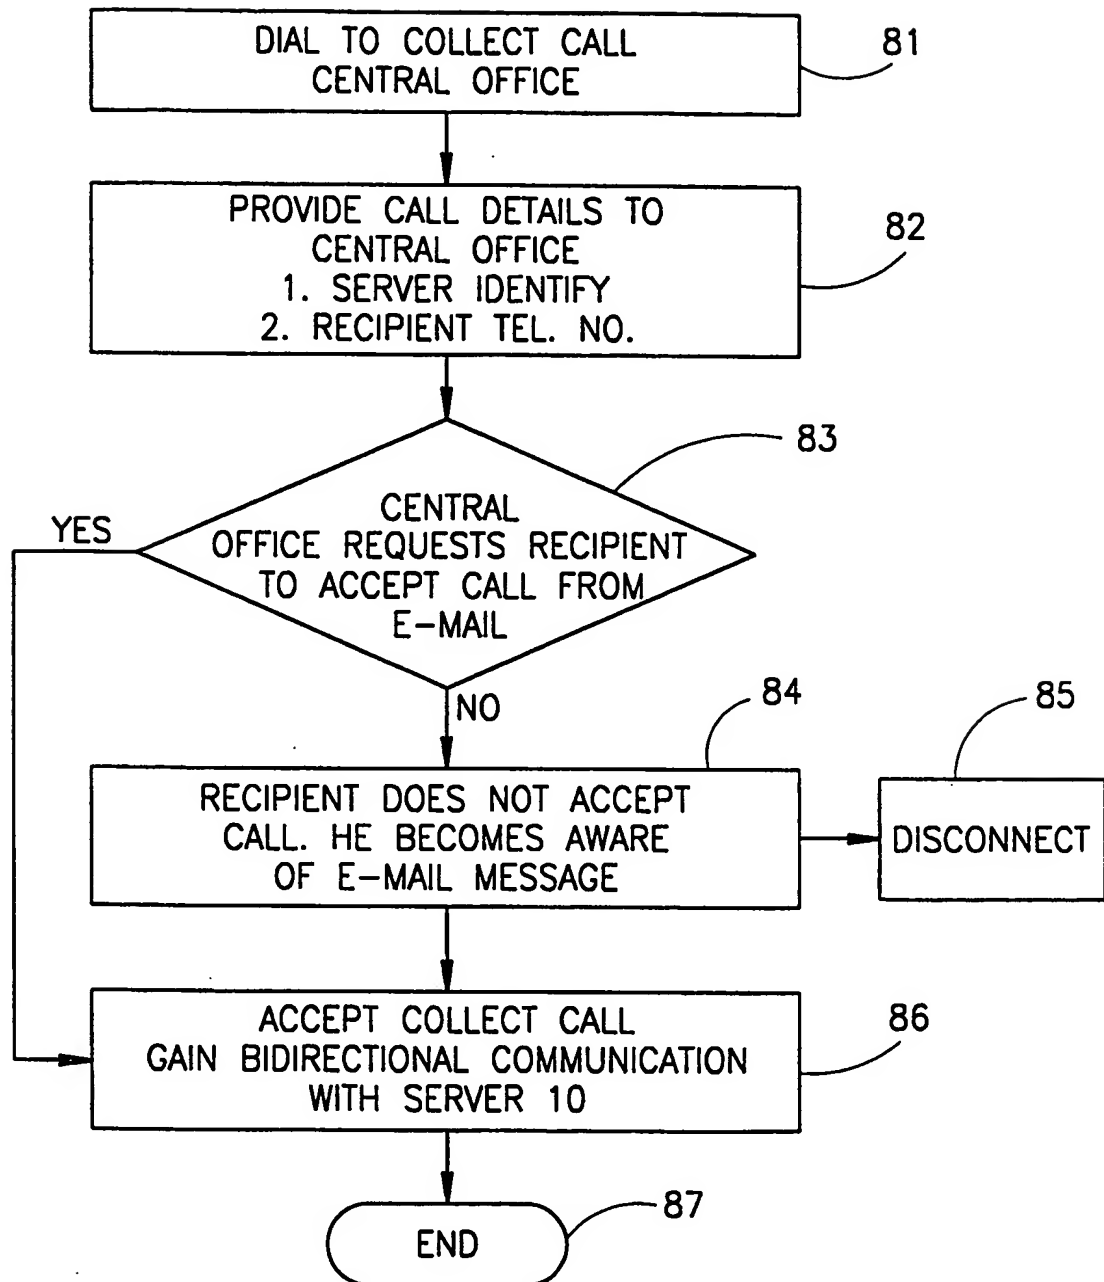 DIAL TO COLLECT CALL
CENTRAL OFFICE
81
PROVIDE CALL DETAILS TO
CENTRAL OFFICE
1. SERVER IDENTIFY
2. RECIPIENT TEL. NO.
82
83
CENTRAL
OFFICE REQUESTS RECIPIENT
TO ACCEPT CALL FROM
E-MAIL
YES
NO
84
RECIPIENT DOES NOT ACCEPT
CALL. HE BECOMES AWARE
OF E-MAIL MESSAGE
85
DISCONNECT
ACCEPT COLLECT CALL
GAIN BIDIRECTIONAL COMMUNICATION
WITH SERVER 10
86
END
87